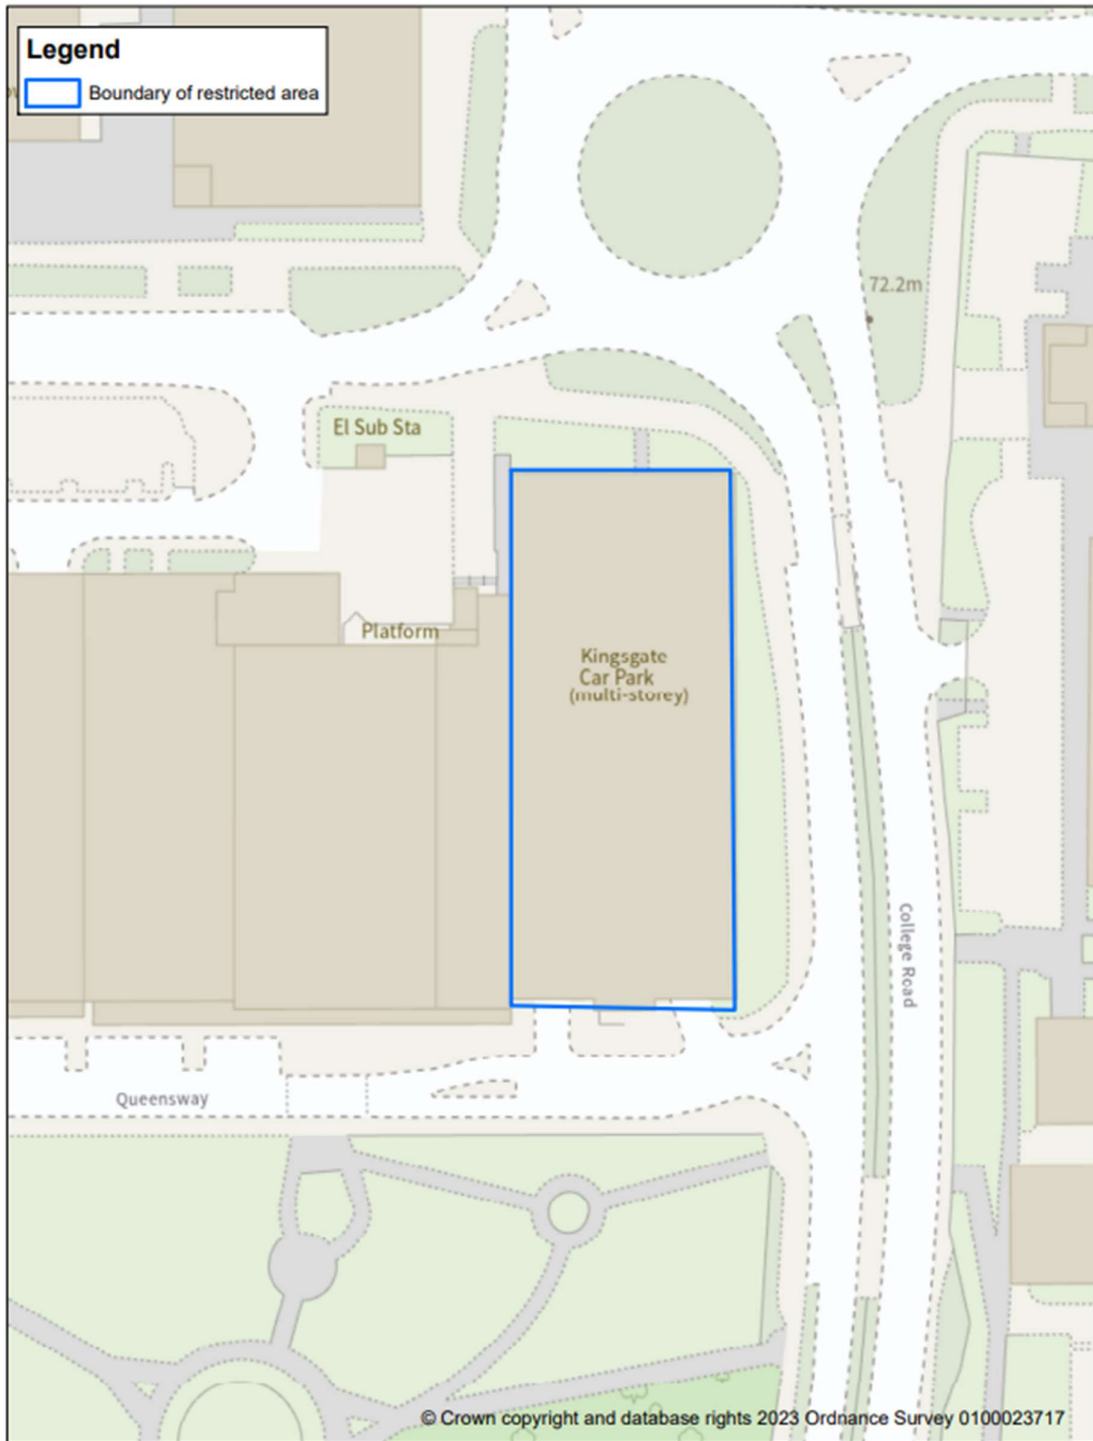 Legend
Boundary of restricted area
72.2m
El Sub Sta
Platform
Kingsgate
Car Park
(multi-storey)
College Road
Queensway
© Crown copyright and database rights 2023 Ordnance Survey 0100023717